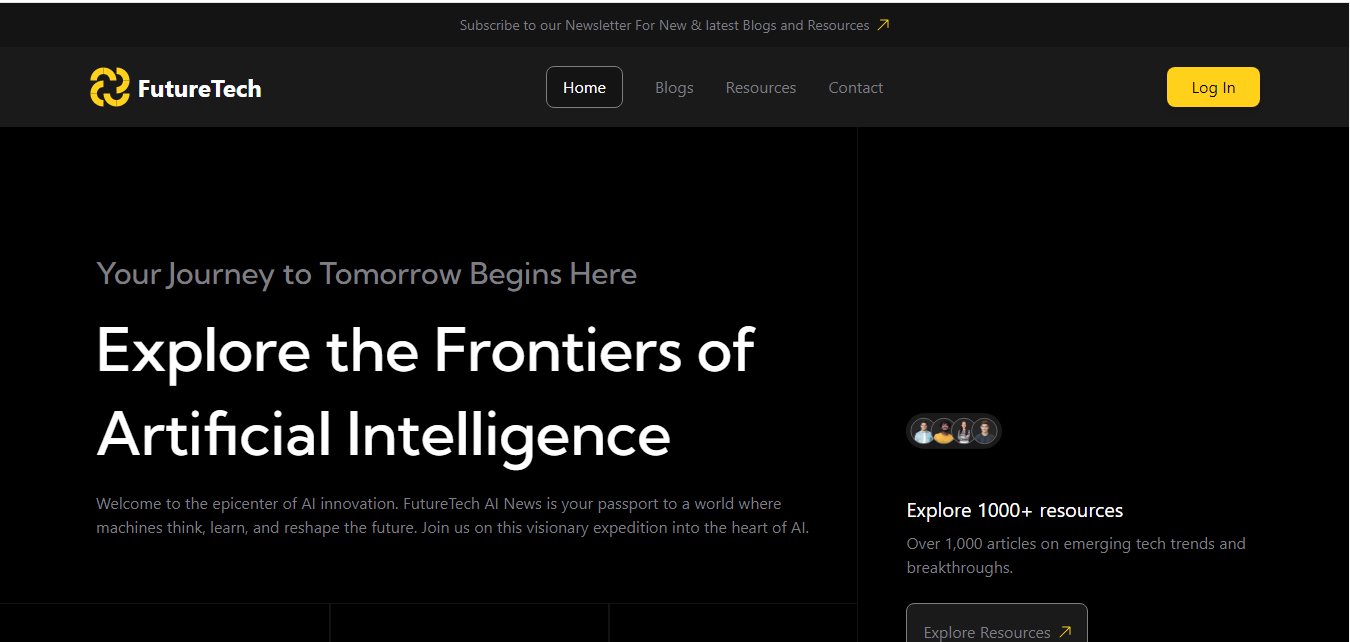 Subscribe to our Newsletter For New & latest Blogs and Resources
FutureTech
Home
Blogs
Resources
Contact
Log In
Your Journey to Tomorrow Begins Here
Explore the Frontiers of
Artificial Intelligence
Welcome to the epicenter of AI innovation. FutureTech AI News is your passport to a world where
machines think, learn, and reshape the future. Join us on this visionary expedition into the heart of AI.
Explore 1000+ resources
Over 1,000 articles on emerging tech trends and
breakthroughs.
Explore Resources